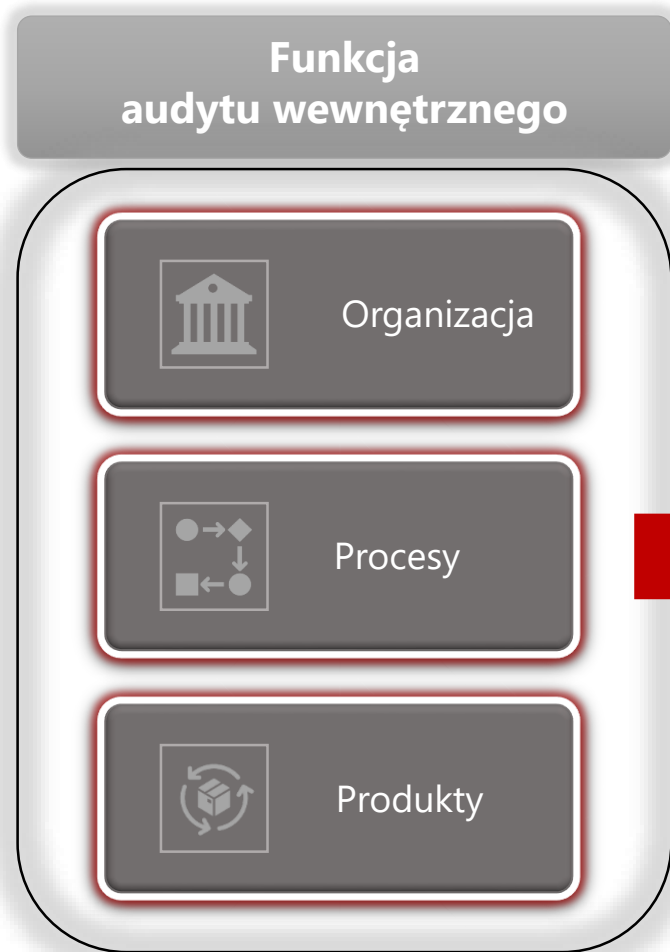 Funkcja
audytu wewnętrznego
Organizacja
Procesy
Produkty